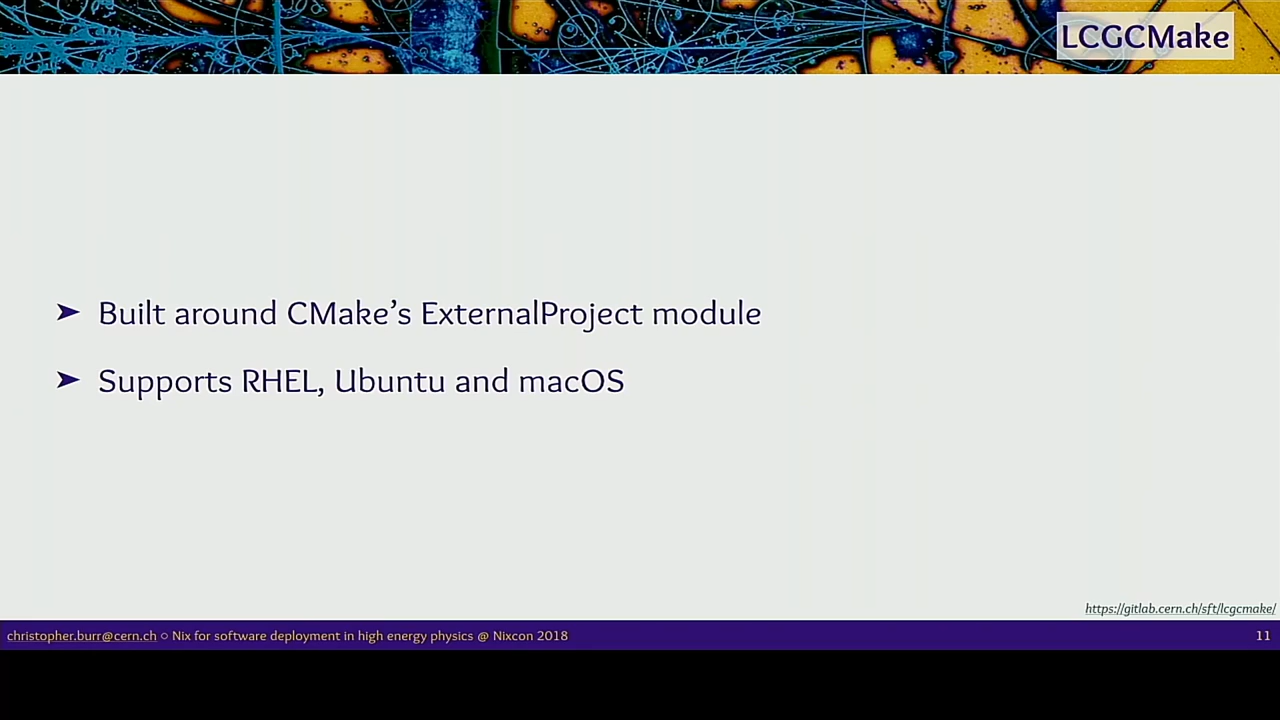 LCGCMake
➤ Built around CMake’s ExternalProject module
➤ Supports RHEL, Ubuntu and macOS
https://gitlab.cern.ch/sft/lcgcmake/
christopher.burr@cern.ch ○ Nix for software deployment in high energy physics @ Nixcon 2018 11